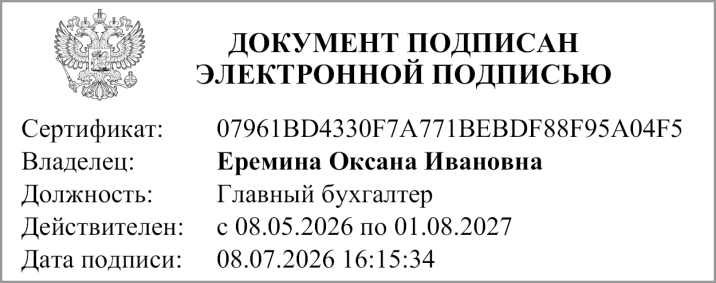 ДОКУМЕНТ ПОДПИСАН
ЭЛЕКТРОННОЙ ПОДПИСЬЮ
Сертификат: 07961BD4330F7A771BEBDF88F95A04F5
Владелец: Еремина Оксана Ивановна
Должность: Главный бухгалтер
Действителен: с 08.05.2026 по 01.08.2027
Дата подписи: 08.07.2026 16:15:34